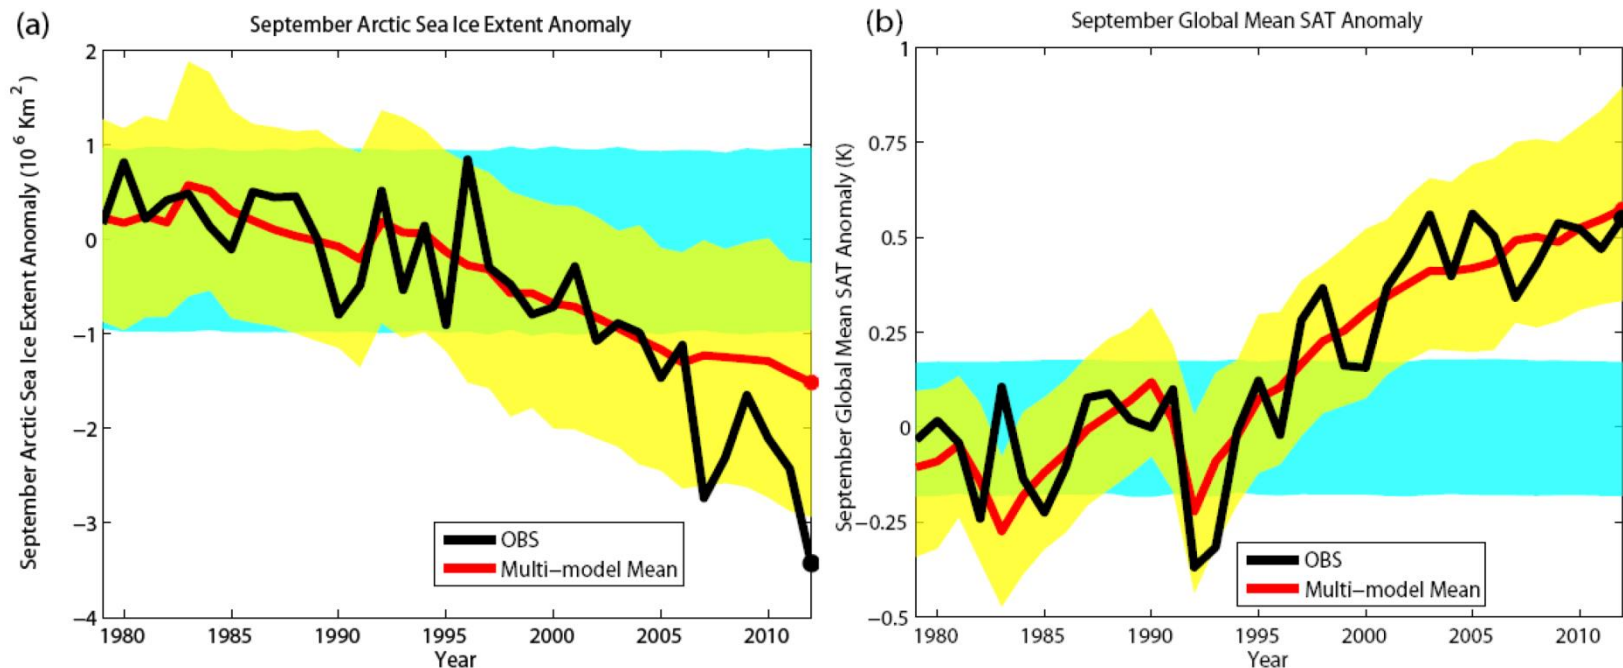 (a)
September Arctic Sea Ice Extent Anomaly
September Arctic Sea Ice Extent Anomaly (10⁶ Km²)
2
1
0
−1
−2
−3
−4
OBS
Multi−model Mean
1980 1985 1990 1995 2000 2005 2010
Year
(b)
September Global Mean SAT Anomaly
September Global Mean SAT Anomaly (K)
1
0.75
0.5
0.25
0
−0.25
−0.5
OBS
Multi−model Mean
1980 1985 1990 1995 2000 2005 2010
Year